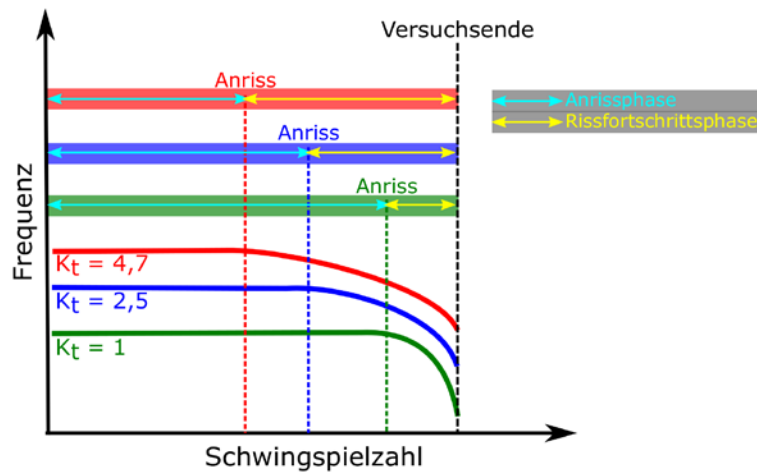 Versuchsende
Anriss
Anrissphase
Rissfortschrittsphase
Anriss
Anriss
Frequenz
Kt = 4,7
Kt = 2,5
Kt = 1
Schwingspielzahl